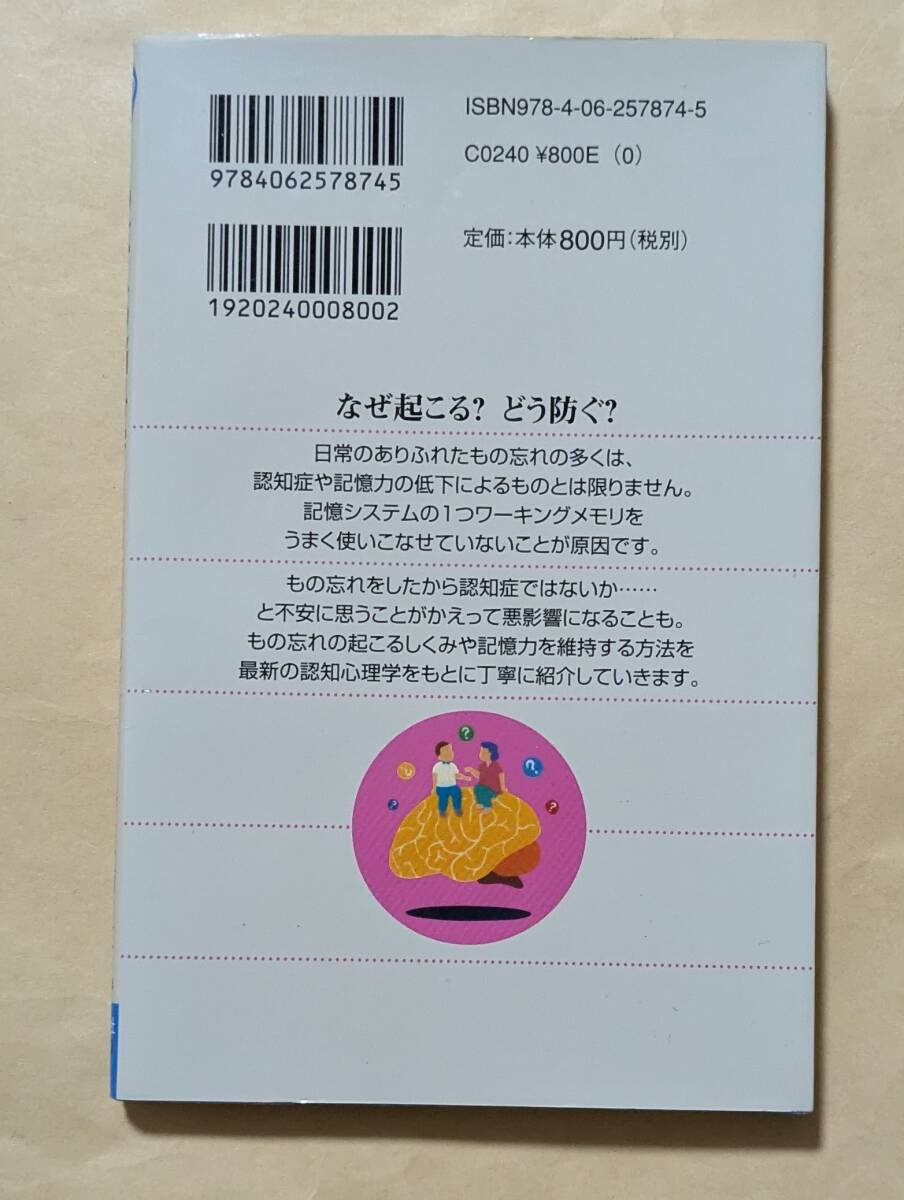 ISBN978-4-06-257874-5
C0240 ¥800E (0)
9784062578745
定価:本体800円(税別)
1920240008002
なぜ起こる? どう防ぐ?
日常のありふれたもの忘れの多くは、
認知症や記憶力の低下によるものとは限りません。
記憶システムの1つワーキングメモリを
うまく使いこなせていないことが原因です。
もの忘れをしたから認知症ではないか……
と不安に思うことがかえって悪影響になることも。
もの忘れの起こるしくみや記憶力を維持する方法を
最新の認知心理学をもとに丁寧に紹介していきます。
?
?
?
?
?